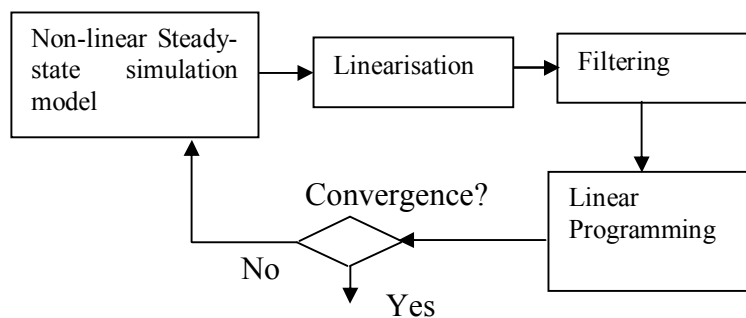 Non-linear Steady-
state simulation
model
Linearisation
Filtering
Linear
Programming
Convergence?
No
Yes